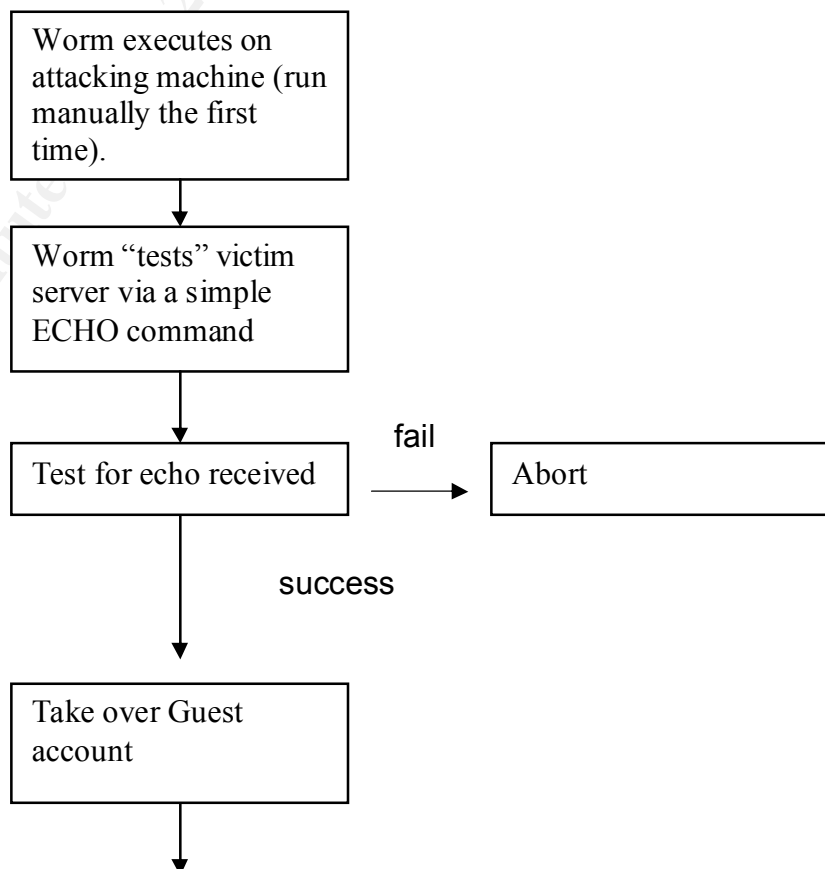 Worm executes on
attacking machine (run
manually the first
time).
Worm “tests” victim
server via a simple
ECHO command
Test for echo received
fail
Abort
success
Take over Guest
account